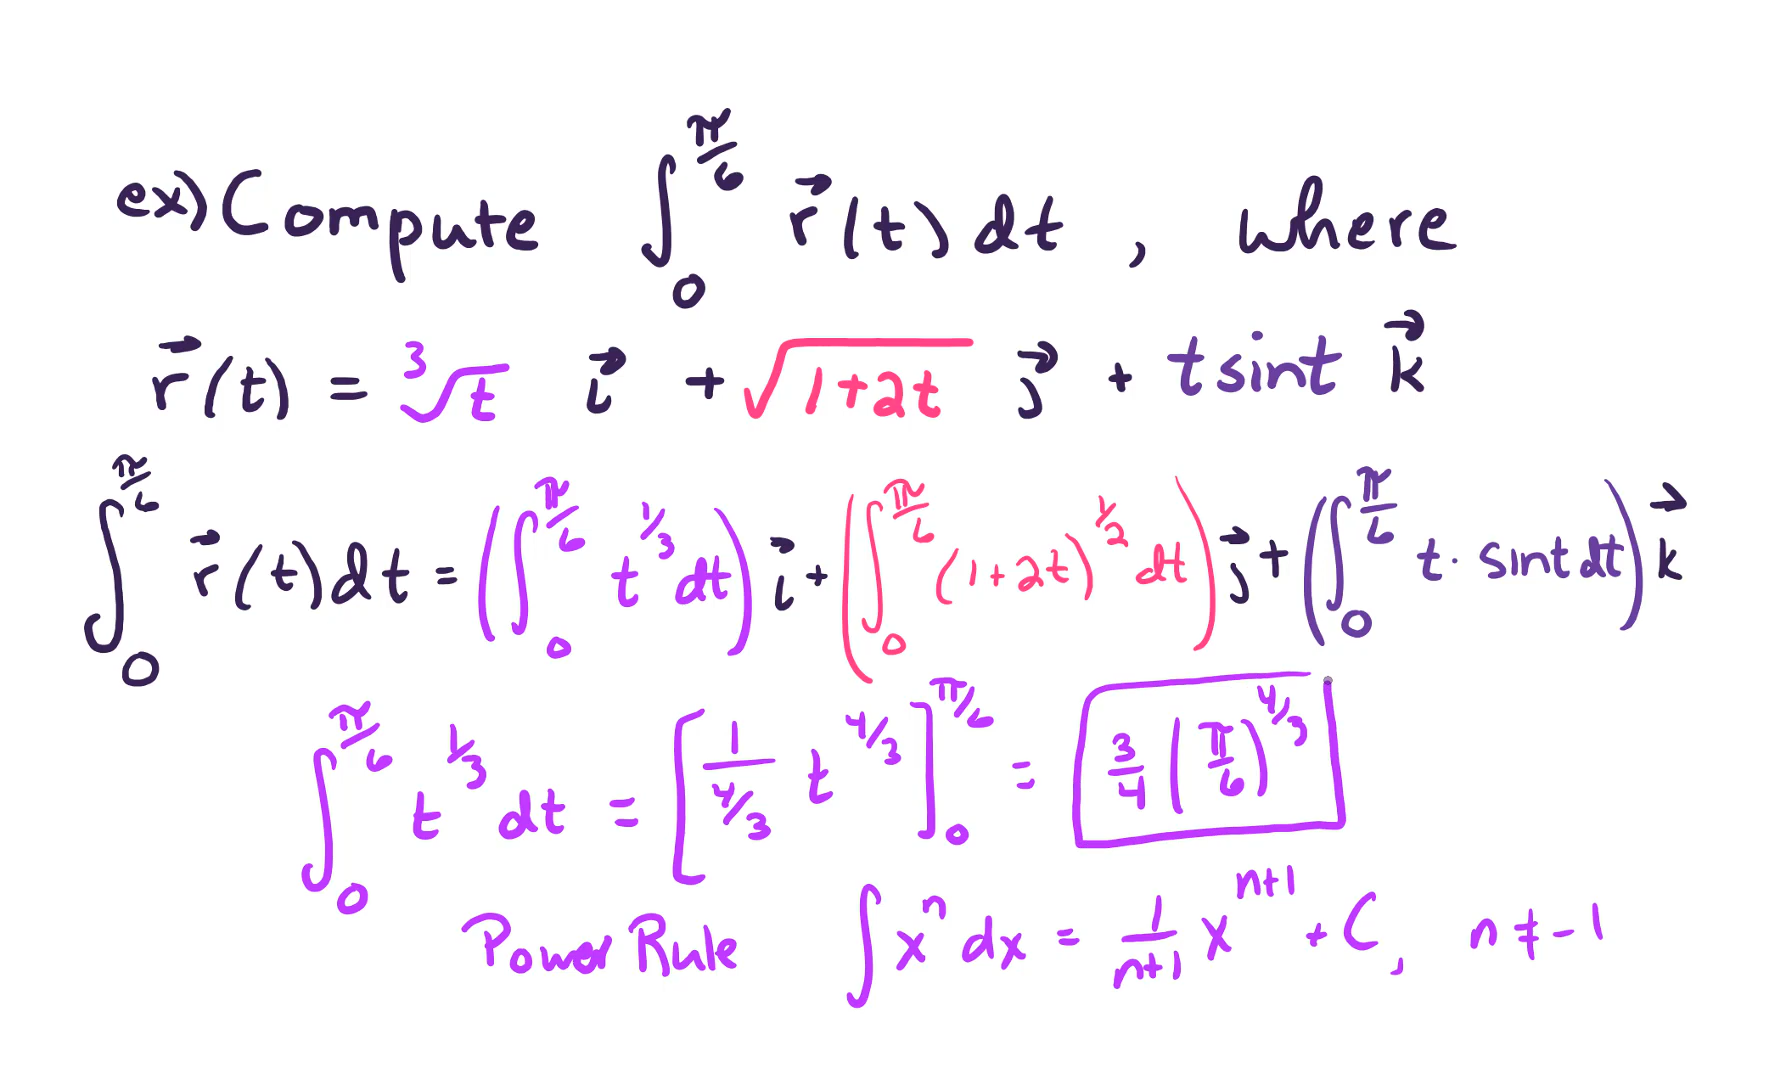 ex) Compute ∫₀^(π/6) r⃗(t) dt , where
r⃗(t) = ∛t i⃗ + √(1+2t) j⃗ + t sin t k⃗
∫₀^(π/6) r⃗(t) dt = (∫₀^(π/6) t^(1/3) dt) i⃗ + (∫₀^(π/6) (1+2t)^(1/2) dt) j⃗ + (∫₀^(π/6) t · sin t dt) k⃗
∫₀^(π/6) t^(1/3) dt = [1/(4/3) t^(4/3)]₀^(π/6) = 3/4 (π/6)^(4/3)
Power Rule ∫ xⁿ dx = 1/(n+1) x^(n+1) + C, n ≠ -1